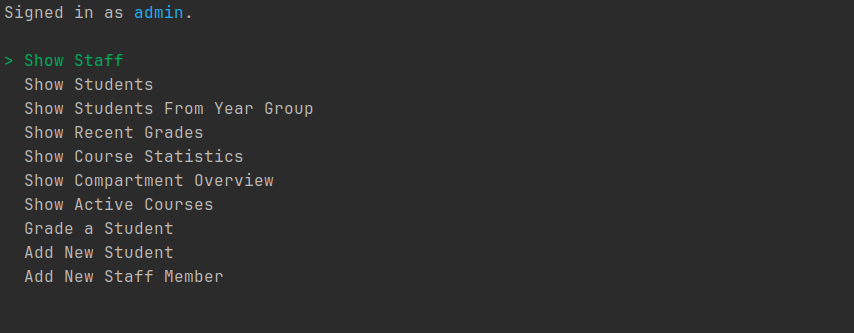 Signed in as admin.
> Show Staff
Show Students
Show Students From Year Group
Show Recent Grades
Show Course Statistics
Show Compartment Overview
Show Active Courses
Grade a Student
Add New Student
Add New Staff Member